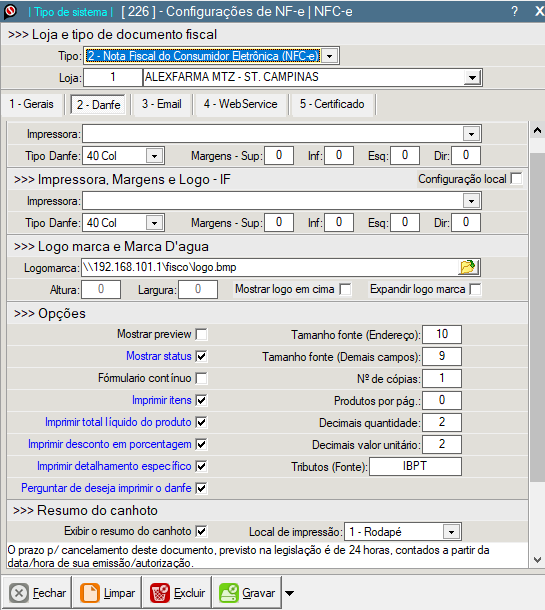 | Tipo de sistema | [ 226 ] - Configurações de NF-e | NFC-e ? X
>>> Loja e tipo de documento fiscal
Tipo: 2 - Nota Fiscal do Consumidor Eletrônica (NFC-e)
Loja: 1 ALEXFARMA MTZ - ST. CAMPINAS
1 - Gerais 2 - Danfe 3 - Email 4 - WebService 5 - Certificado
Impressora:
Tipo Danfe: 40 Col Margens - Sup: 0 Inf: 0 Esq: 0 Dir: 0
>>> Impressora, Margens e Logo - IF Configuração local
Impressora:
Tipo Danfe: 40 Col Margens - Sup: 0 Inf: 0 Esq: 0 Dir: 0
>>> Logo marca e Marca D'agua
Logomarca: \\192.168.101.1\fisco\logo.bmp
Altura: 0 Largura: 0 Mostrar logo em cima Expandir logo marca
>>> Opções
Mostrar preview Tamanho fonte (Endereço): 10
Mostrar status Tamanho fonte (Demais campos): 9
Fórmulario contínuo Nº de cópias: 1
Imprimir itens Produtos por pág.: 0
Imprimir total líquido do produto Decimais quantidade: 2
Imprimir desconto em porcentagem Decimais valor unitário: 2
Imprimir detalhamento específico Tributos (Fonte): IBPT
Perguntar de deseja imprimir o danfe
>>> Resumo do canhoto
Exibir o resumo do canhoto Local de impressão: 1 - Rodapé
O prazo p/ cancelamento deste documento, previsto na legislação é de 24 horas, contados a partir da
data/hora de sua emissão/autorização.
Fechar Limpar Excluir Gravar